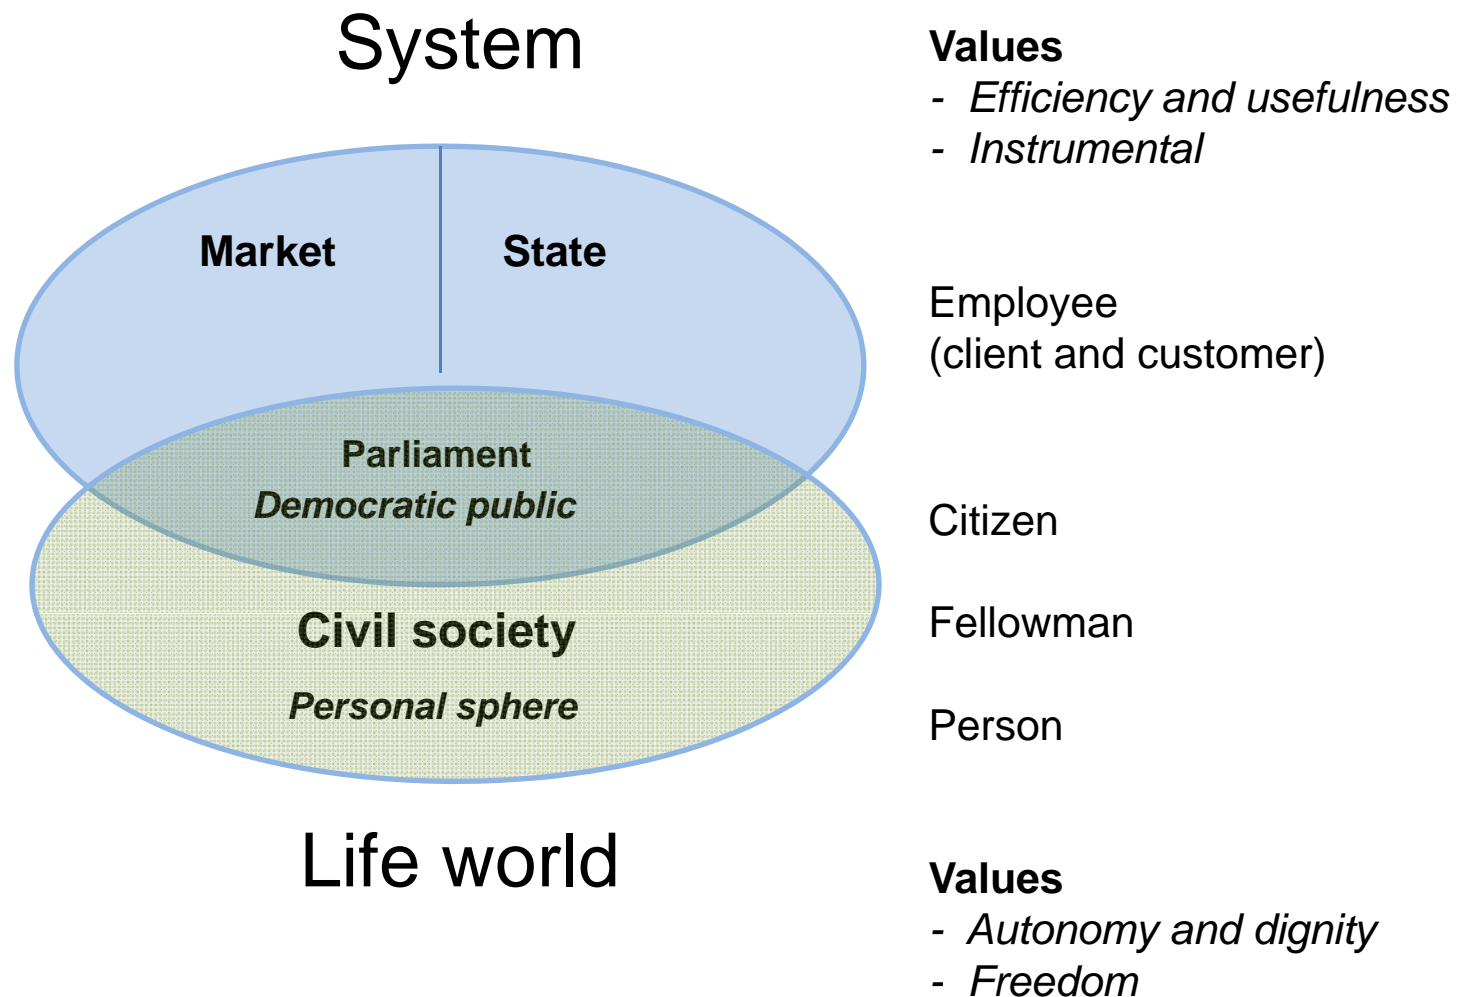 System
Market
State
Parliament
Democratic public
Civil society
Personal sphere
Life world
Values
- Efficiency and usefulness
- Instrumental
Employee
(client and customer)
Citizen
Fellowman
Person
Values
- Autonomy and dignity
- Freedom